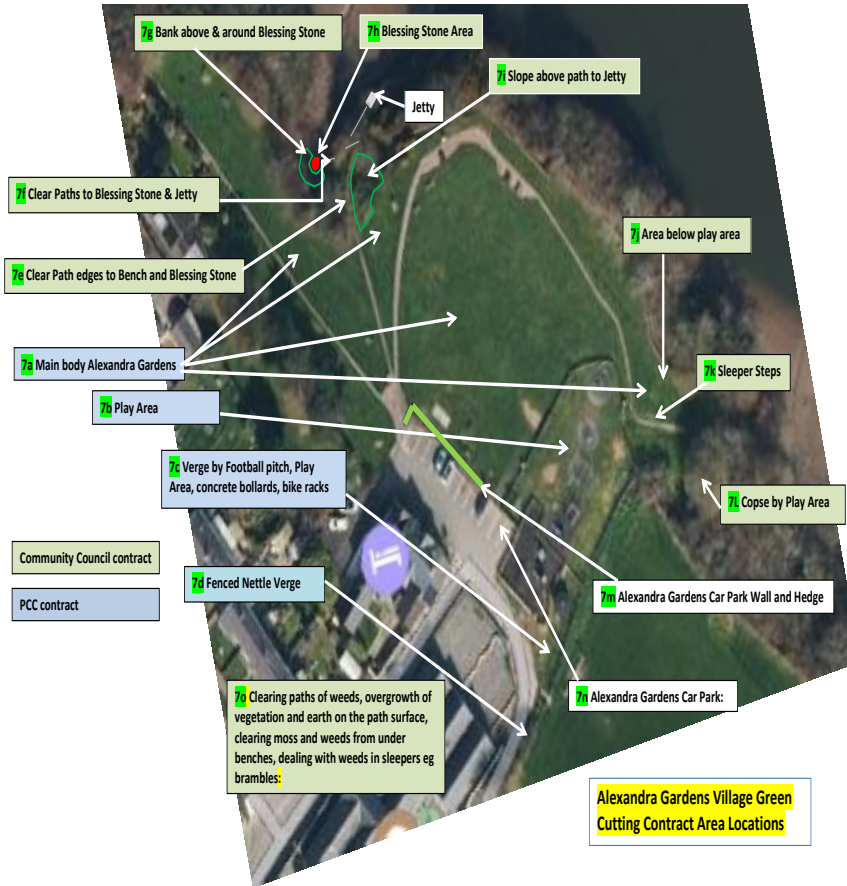 7g Bank above & around Blessing Stone
7h Blessing Stone Area
7i Slope above path to Jetty
Jetty
7f Clear Paths to Blessing Stone & Jetty
7j Area below play area
7e Clear Path edges to Bench and Blessing Stone
7a Main body Alexandra Gardens
7k Sleeper Steps
7b Play Area
7c Verge by Football pitch, Play
Area, concrete bollards, bike racks
7L Copse by Play Area
Community Council contract
7d Fenced Nettle Verge
PCC contract
7m Alexandra Gardens Car Park Wall and Hedge
7n Alexandra Gardens Car Park:
7o Clearing paths of weeds, overgrowth of
vegetation and earth on the path surface,
clearing moss and weeds from under
benches, dealing with weeds in sleepers eg
brambles:
Alexandra Gardens Village Green
Cutting Contract Area Locations